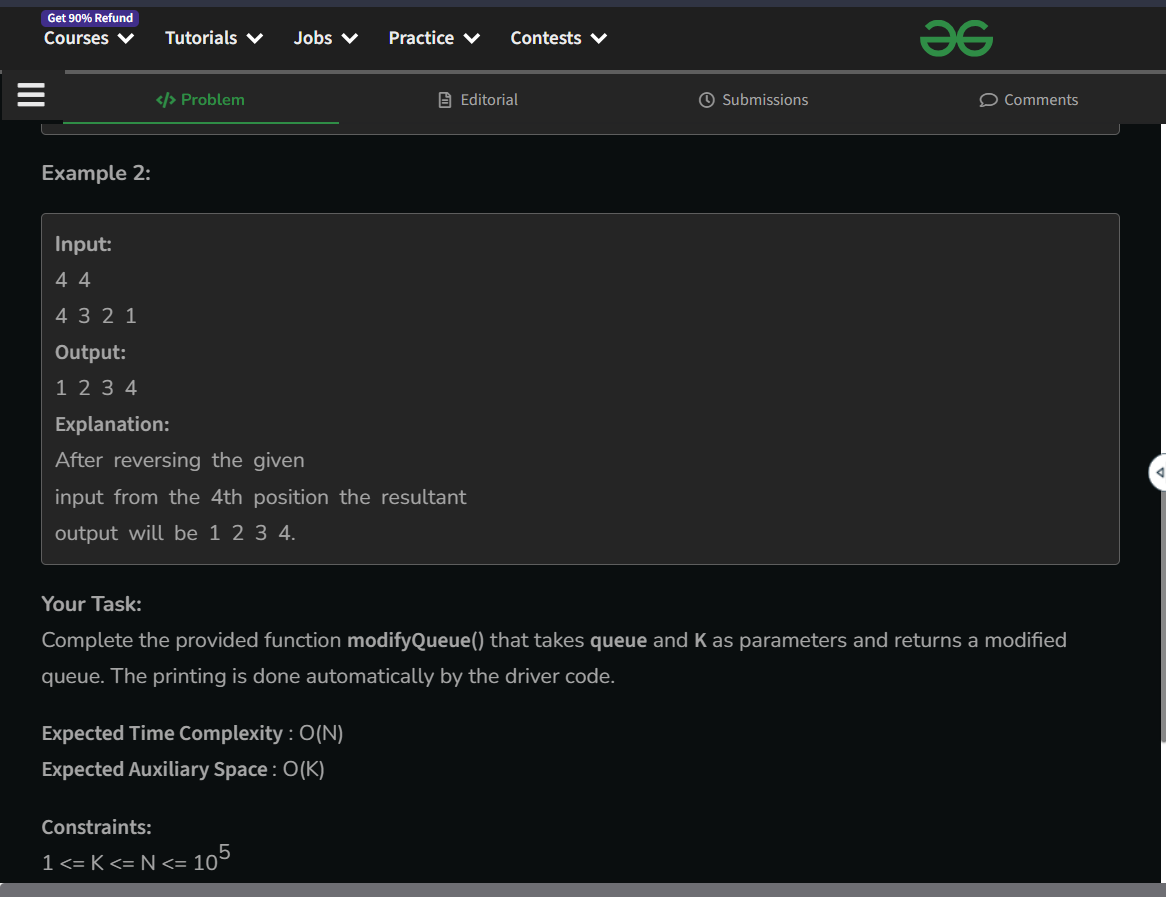 Get 90% Refund
Courses Tutorials Jobs Practice Contests
</> Problem Editorial Submissions Comments
Example 2:
Input:
4 4
4 3 2 1
Output:
1 2 3 4
Explanation:
After reversing the given
input from the 4th position the resultant
output will be 1 2 3 4.
Your Task:
Complete the provided function modifyQueue() that takes queue and K as parameters and returns a modified
queue. The printing is done automatically by the driver code.
Expected Time Complexity : O(N)
Expected Auxiliary Space : O(K)
Constraints:
1 <= K <= N <= 10⁵